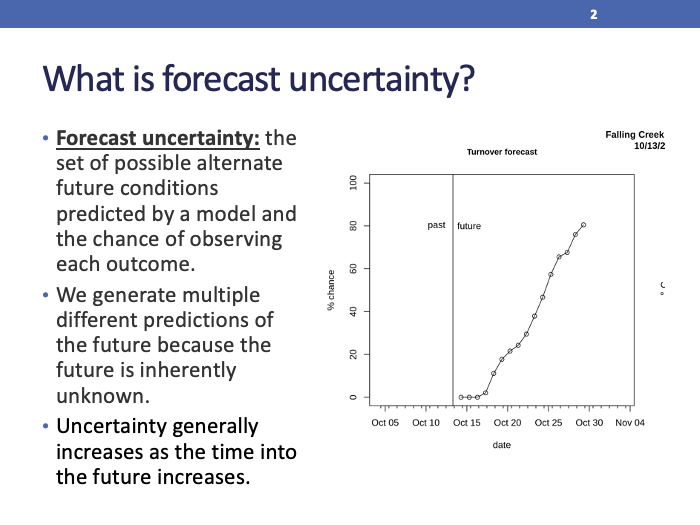 2
What is forecast uncertainty?
• Forecast uncertainty: the
set of possible alternate
future conditions
predicted by a model and
the chance of observing
each outcome.
• We generate multiple
different predictions of
the future because the
future is inherently
unknown.
• Uncertainty generally
increases as the time into
the future increases.
Falling Creek
10/13/2
Turnover forecast
past
future
% chance
100
80
60
40
20
0
Oct 05 Oct 10 Oct 15 Oct 20 Oct 25 Oct 30 Nov 04
date